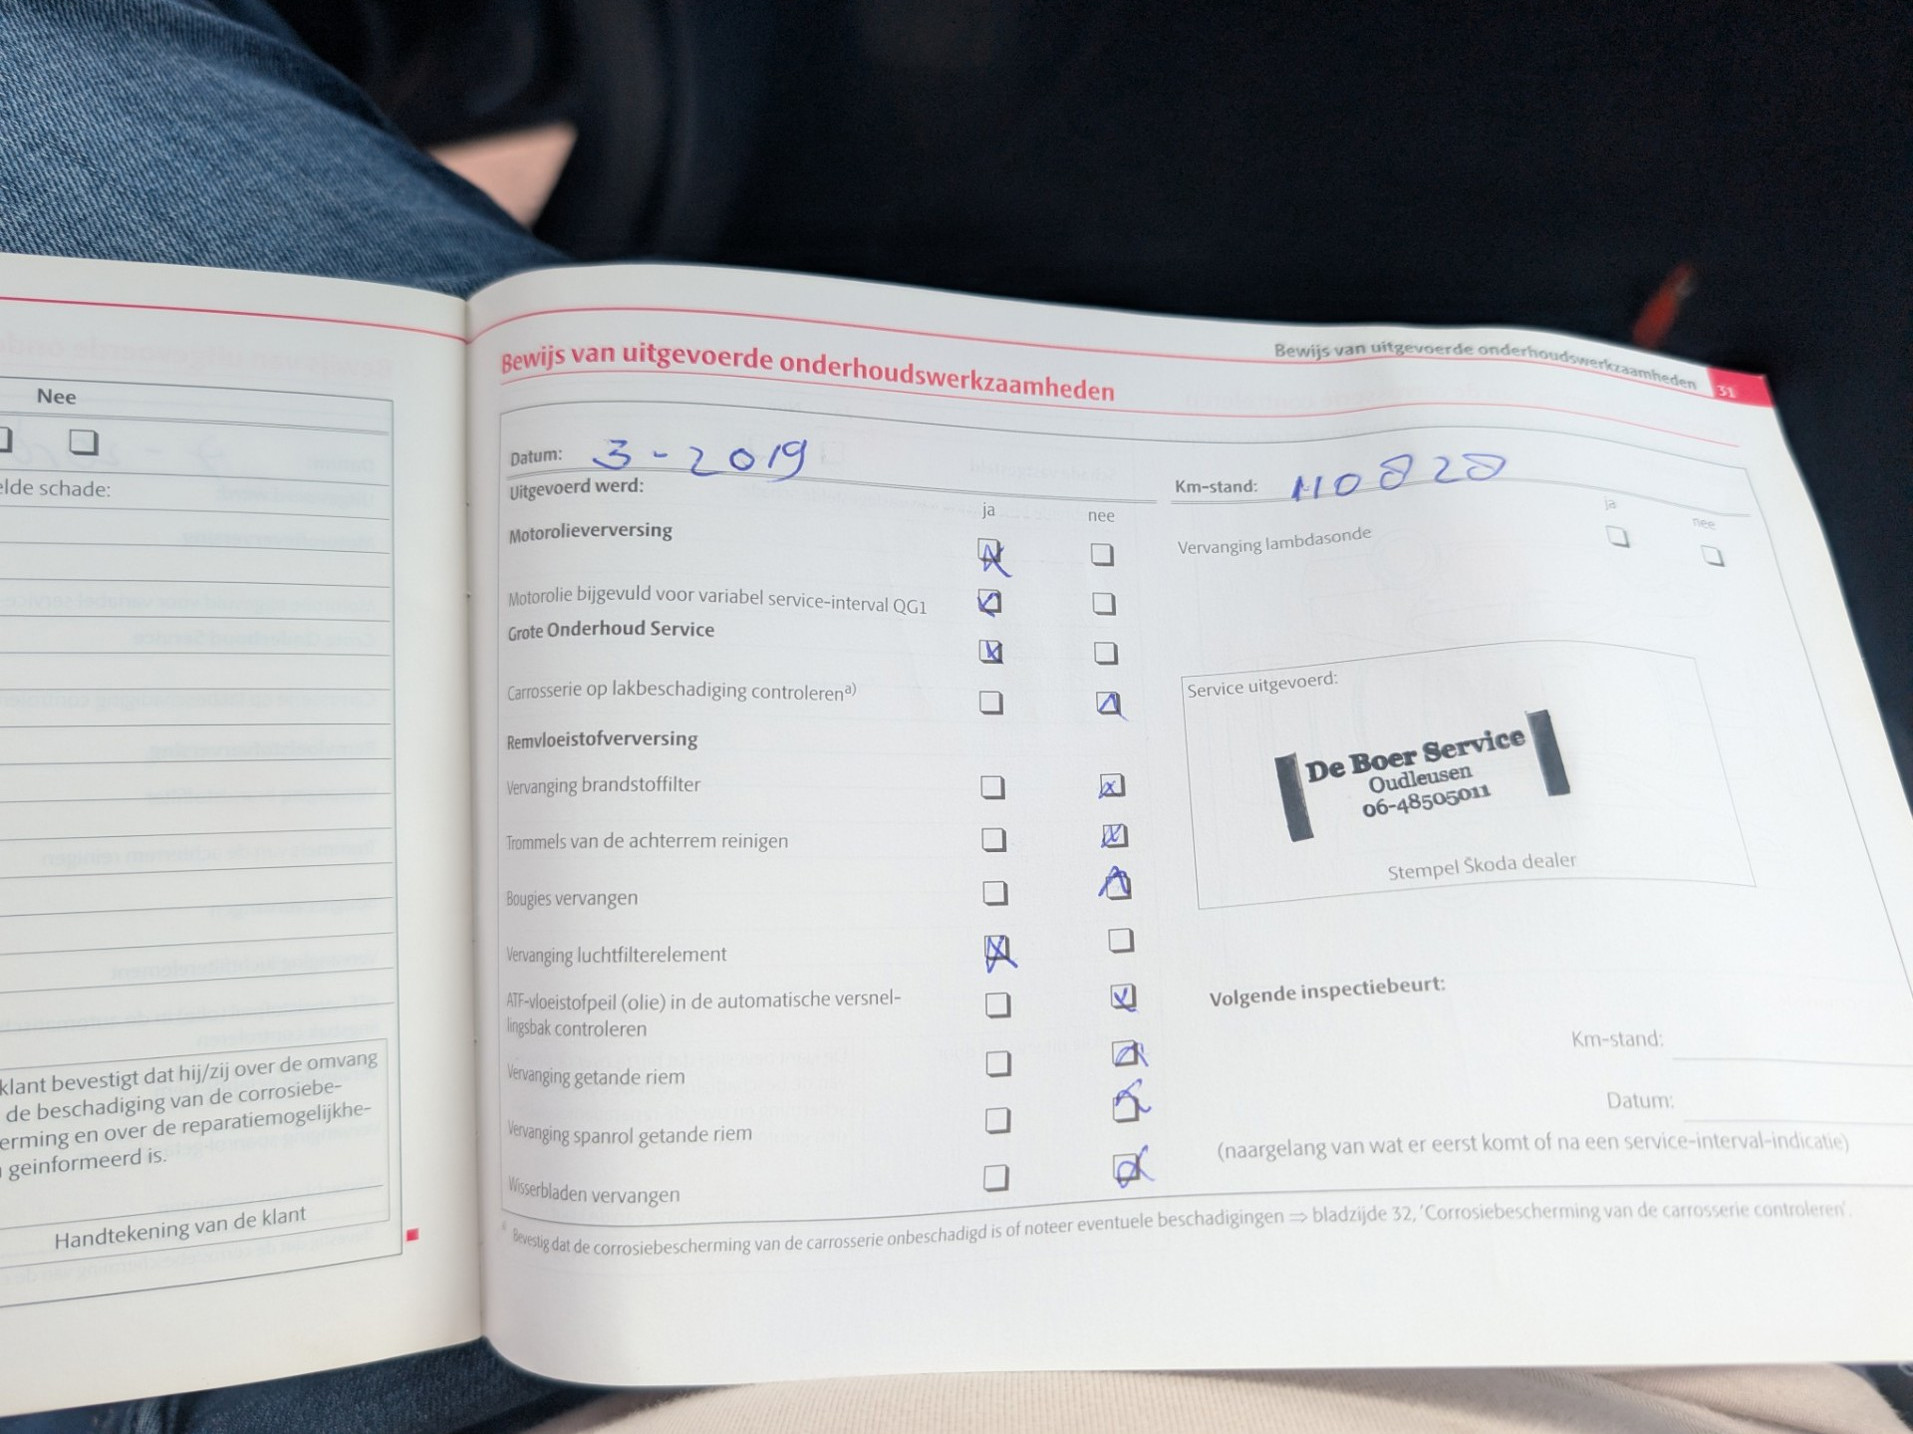 Nee
elde schade:
klant bevestigt dat hij/zij over de omvang
de beschadiging van de corrosiebe-
erming en over de reparatiemogelijkhe-
geinformeerd is.
Handtekening van de klant
Bewijs van uitgevoerde onderhoudswerkzaamheden 31
Bewijs van uitgevoerde onderhoudswerkzaamheden
Datum: 3-2019
Km-stand: 110828
Uitgevoerd werd:
ja nee
Motorolieverversing
Motorolie bijgevuld voor variabel service-interval QG1
Grote Onderhoud Service
Carrosserie op lakbeschadiging controleren a)
Remvloeistofverversing
Vervanging brandstoffilter
Trommels van de achterrem reinigen
Bougies vervangen
Vervanging luchtfilterelement
ATF-vloeistofpeil (olie) in de automatische versnel-
lingsbak controleren
Vervanging getande riem
Vervanging spanrol getande riem
Wisserbladen vervangen
ja nee
Vervanging lambdasonde
Service uitgevoerd:
De Boer Service
Oudleusen
06-48505011
Stempel Škoda dealer
Volgende inspectiebeurt:
Km-stand:
Datum:
(naargelang van wat er eerst komt of na een service-interval-indicatie)
Bevestig dat de corrosiebescherming van de carrosserie onbeschadigd is of noteer eventuele beschadigingen ⇒ bladzijde 32, 'Corrosiebescherming van de carrosserie controleren'.